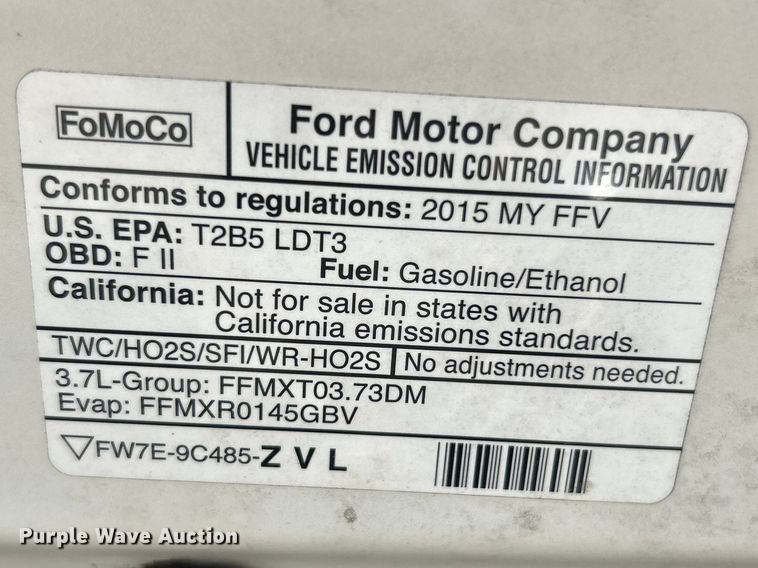 FoMoCo
Ford Motor Company
VEHICLE EMISSION CONTROL INFORMATION
Conforms to regulations: 2015 MY FFV
U.S. EPA: T2B5 LDT3
OBD: F II
Fuel: Gasoline/Ethanol
California: Not for sale in states with
California emissions standards.
TWC/HO2S/SFI/WR-HO2S
No adjustments needed.
3.7L-Group: FFMXT03.73DM
Evap: FFMXR0145GBV
FW7E-9C485-Z V L
Purple Wave Auction